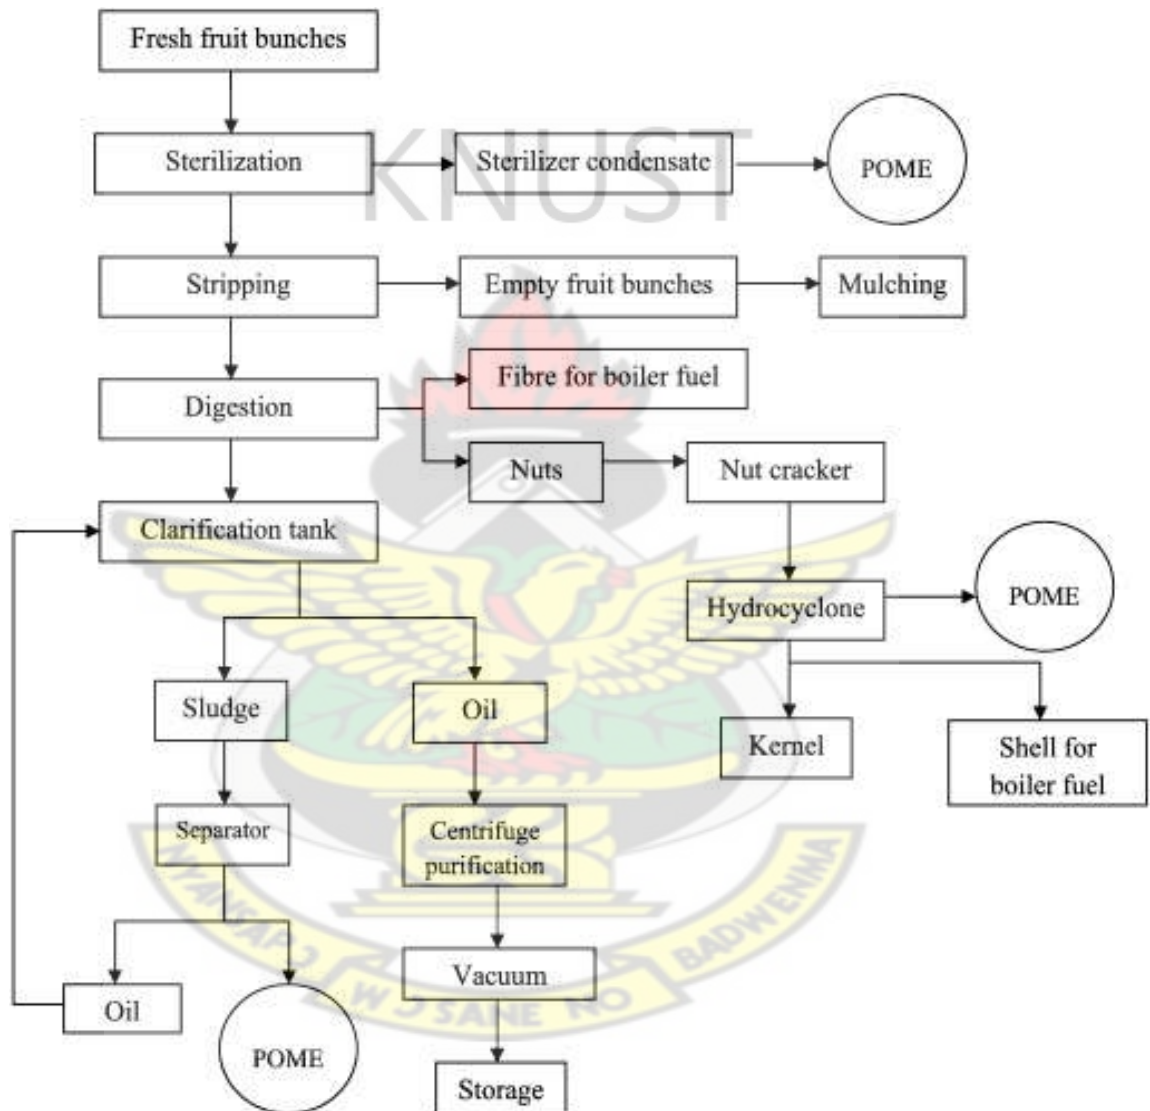 Fresh fruit bunches
KNUST
Sterilization
Sterilizer condensate
POME
Stripping
Empty fruit bunches
Mulching
Fibre for boiler fuel
Digestion
Nuts
Nut cracker
Clarification tank
Hydrocyclone
POME
Sludge
Oil
Kernel
Shell for
boiler fuel
Separator
Centrifuge
purification
Vacuum
Oil
POME
Storage
NYANSAPƆ
WƆSANE NO
BADWENMA